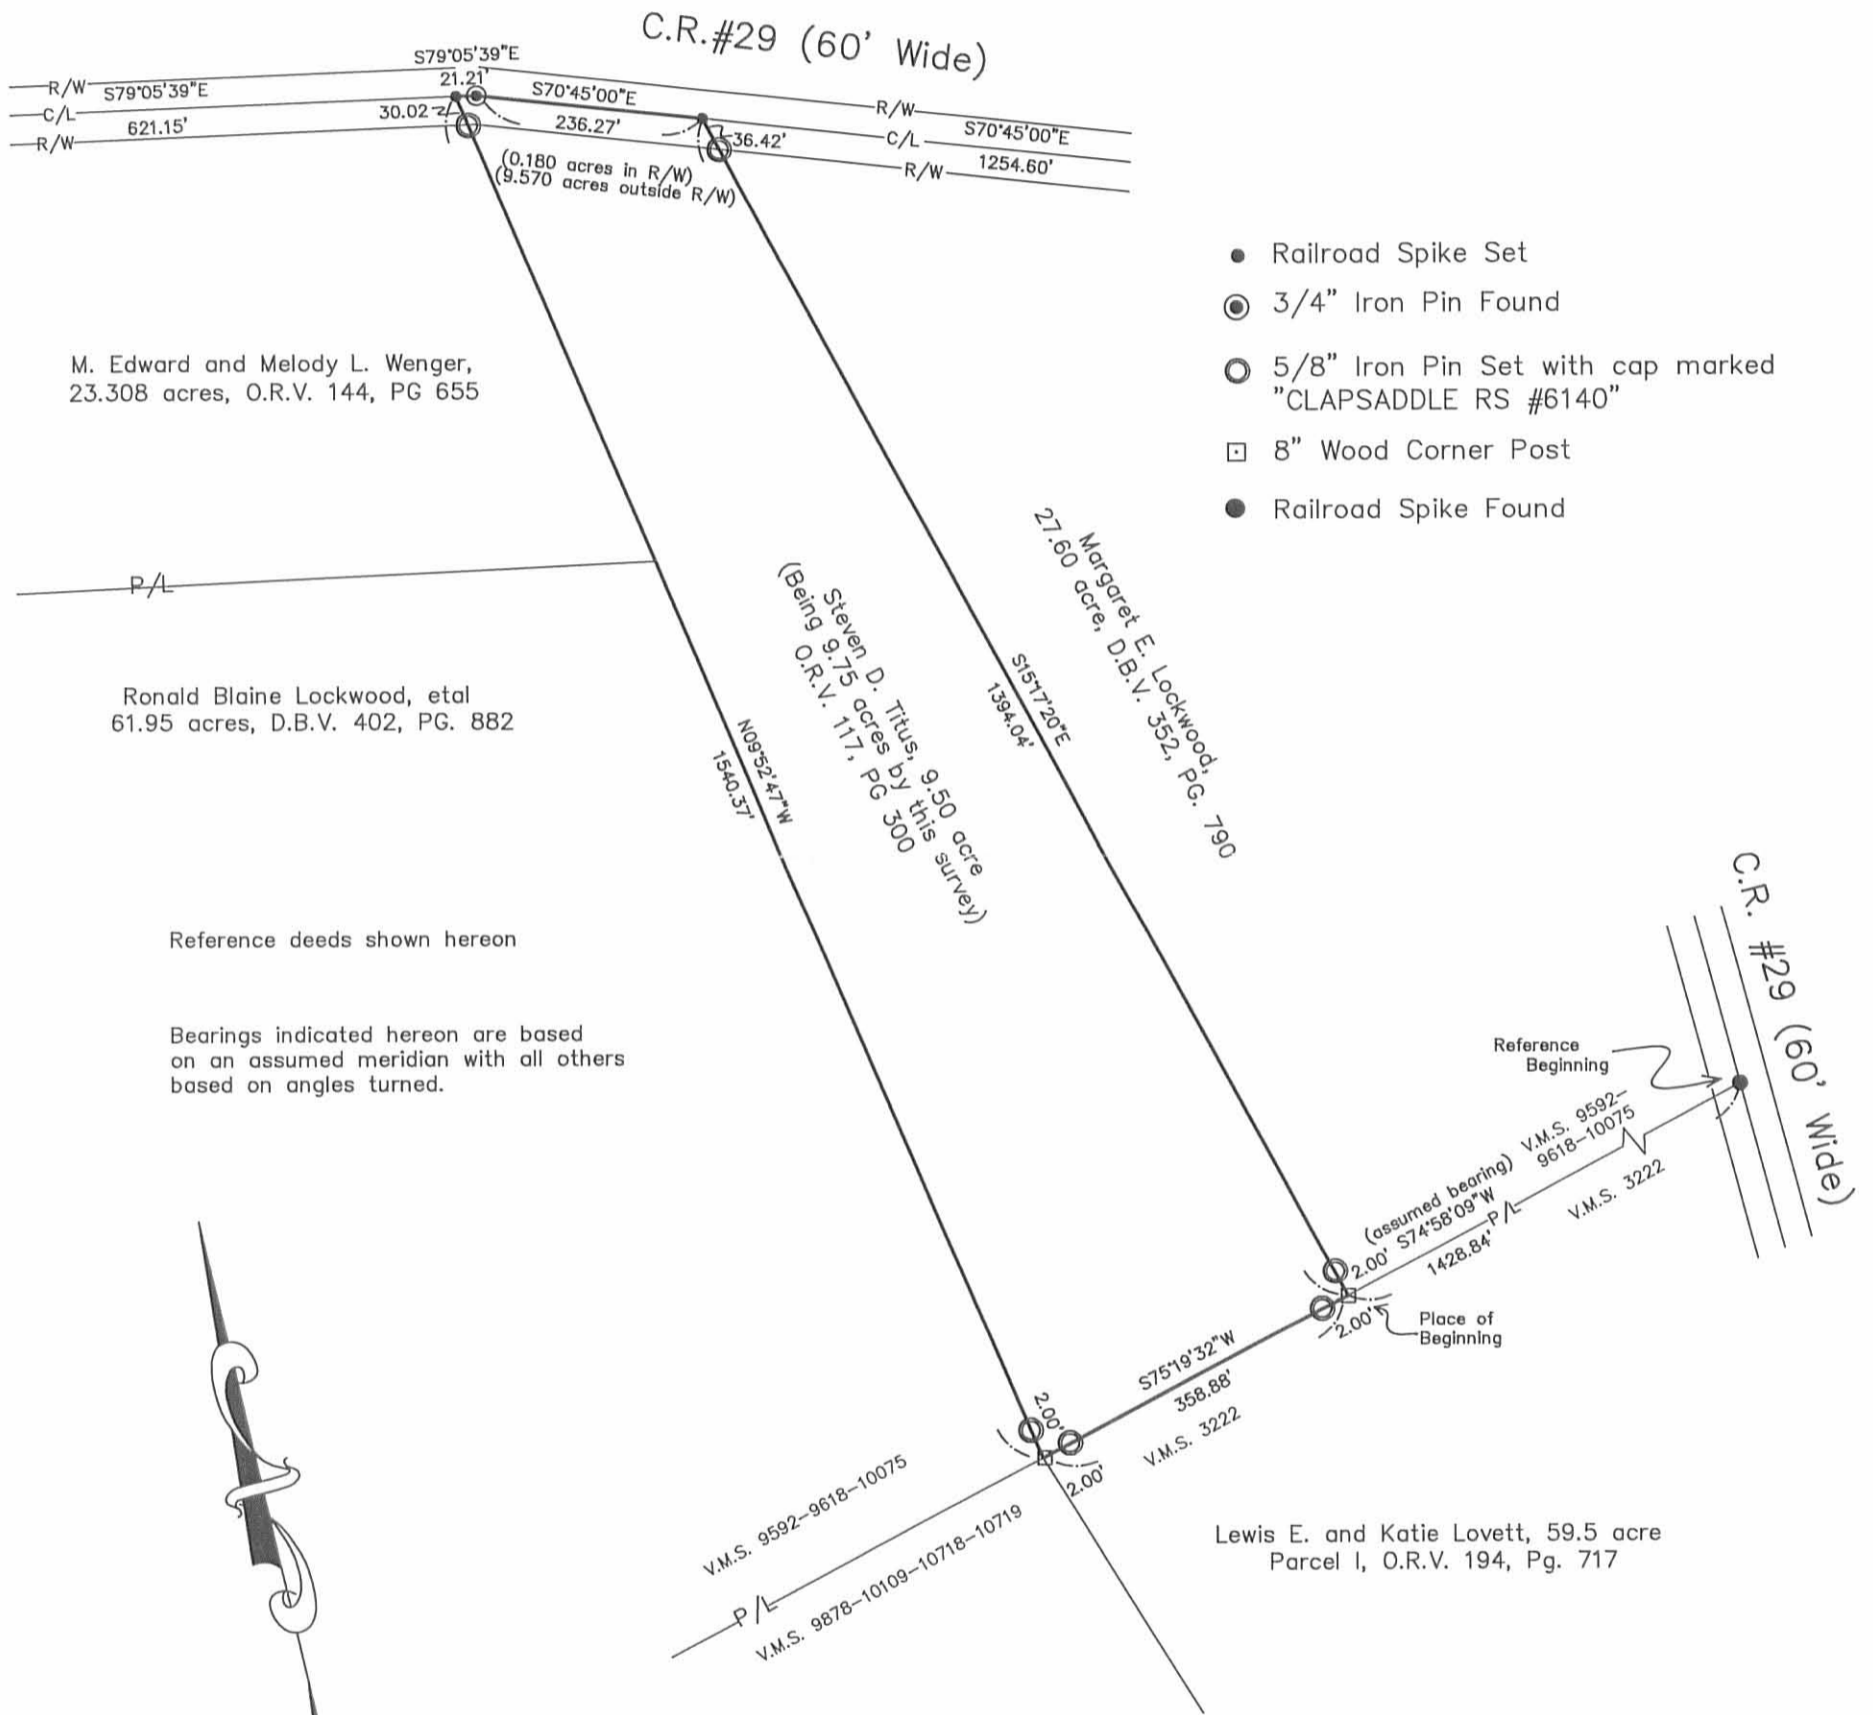 C.R.#29 (60' Wide)
S79°05'39"E
21.21'
R/W
S79°05'39"E
S70°45'00"E
R/W
C/L
30.02
621.15'
236.27'
36.42'
C/L
S70°45'00"E
1254.60'
R/W
R/W
(0.180 acres in R/W)
(9.570 acres outside R/W)
Railroad Spike Set
3/4" Iron Pin Found
5/8" Iron Pin Set with cap marked
"CLAPSADDLE RS #6140"
8" Wood Corner Post
Railroad Spike Found
M. Edward and Melody L. Wenger,
23.308 acres, O.R.V. 144, PG 655
P/L
Ronald Blaine Lockwood, etal
61.95 acres, D.B.V. 402, PG. 882
N09°52'47"W
1540.37'
Steven D. Titus, 9.50 acre
(Being 9.75 acres by this survey)
O.R.V. 117, PG 300
S15°17'20"E
1394.04'
Margaret E. Lockwood,
27.60 acre, D.B.V. 352, PG. 790
Reference deeds shown hereon
Bearings indicated hereon are based
on an assumed meridian with all others
based on angles turned.
C.R. #29 (60' Wide)
Reference
Beginning
V.M.S. 9592-
9618-10075
(assumed bearing)
S74°58'09"W
P/L
1428.84'
V.M.S. 3222
2.00'
2.00'
Place of
Beginning
S75°19'32"W
358.88'
V.M.S. 3222
2.00'
2.00'
V.M.S. 9592-9618-10075
P/L
V.M.S. 9878-10109-10718-10719
Lewis E. and Katie Lovett, 59.5 acre
Parcel I, O.R.V. 194, Pg. 717